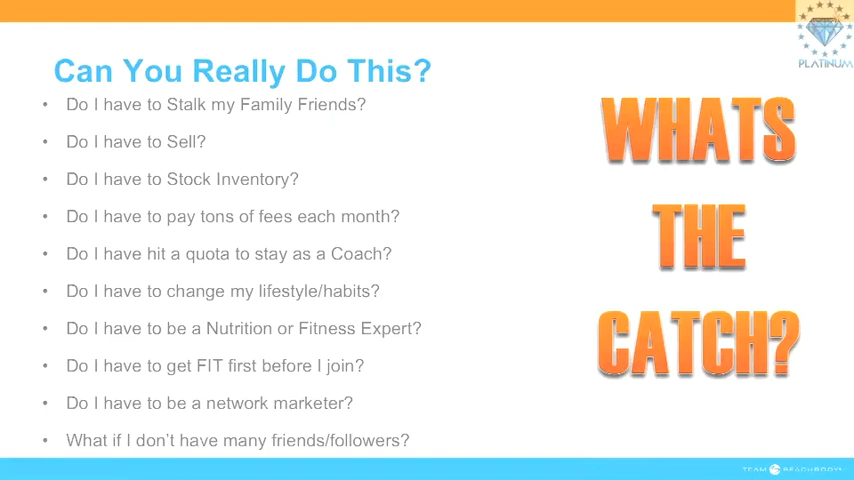 PLATINUM
Can You Really Do This?
• Do I have to Stalk my Family Friends?
• Do I have to Sell?
• Do I have to Stock Inventory?
• Do I have to pay tons of fees each month?
• Do I have hit a quota to stay as a Coach?
• Do I have to change my lifestyle/habits?
• Do I have to be a Nutrition or Fitness Expert?
• Do I have to get FIT first before I join?
• Do I have to be a network marketer?
• What if I don't have many friends/followers?
WHATS
THE
CATCH?
TEAM BEACHBODY